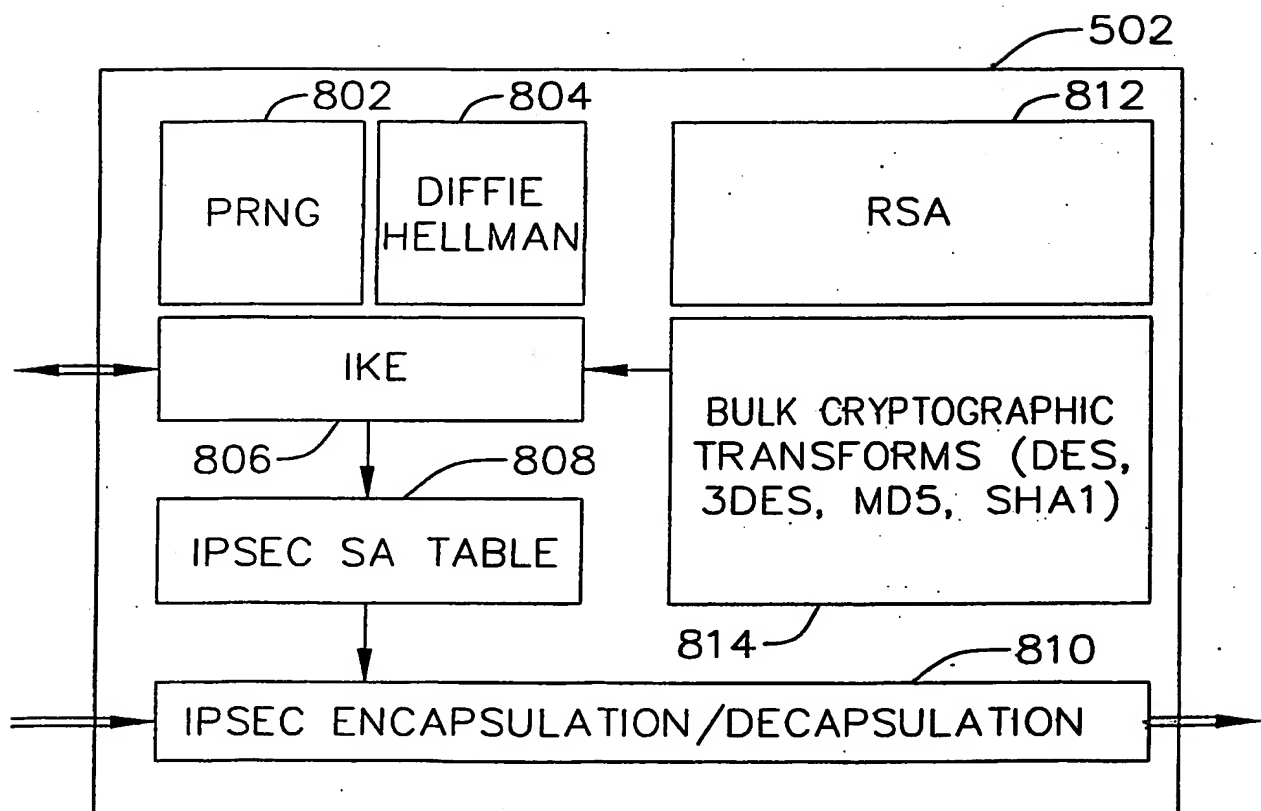 502
802
804
812
PRNG
DIFFIE
HELLMAN
RSA
IKE
BULK CRYPTOGRAPHIC
TRANSFORMS (DES,
3DES, MD5, SHA1)
806
808
IPSEC SA TABLE
814
810
IPSEC ENCAPSULATION/DECAPSULATION